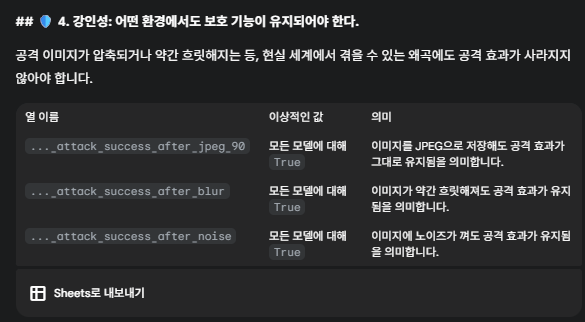 ## 🛡️ 4. 강인성: 어떤 환경에서도 보호 기능이 유지되어야 한다.
공격 이미지가 압축되거나 약간 흐릿해지는 등, 현실 세계에서 겪을 수 있는 왜곡에도 공격 효과가 사라지지
않아야 합니다.
열 이름 이상적인 값 의미
..._attack_success_after_jpeg_90 모든 모델에 대해 이미지를 JPEG으로 저장해도 공격 효과가
True 그대로 유지됨을 의미합니다.
..._attack_success_after_blur 모든 모델에 대해 이미지가 약간 흐릿해져도 공격 효과가 유지
True 됨을 의미합니다.
..._attack_success_after_noise 모든 모델에 대해 이미지에 노이즈가 껴도 공격 효과가 유지됨
True 을 의미합니다.
Sheets로 내보내기